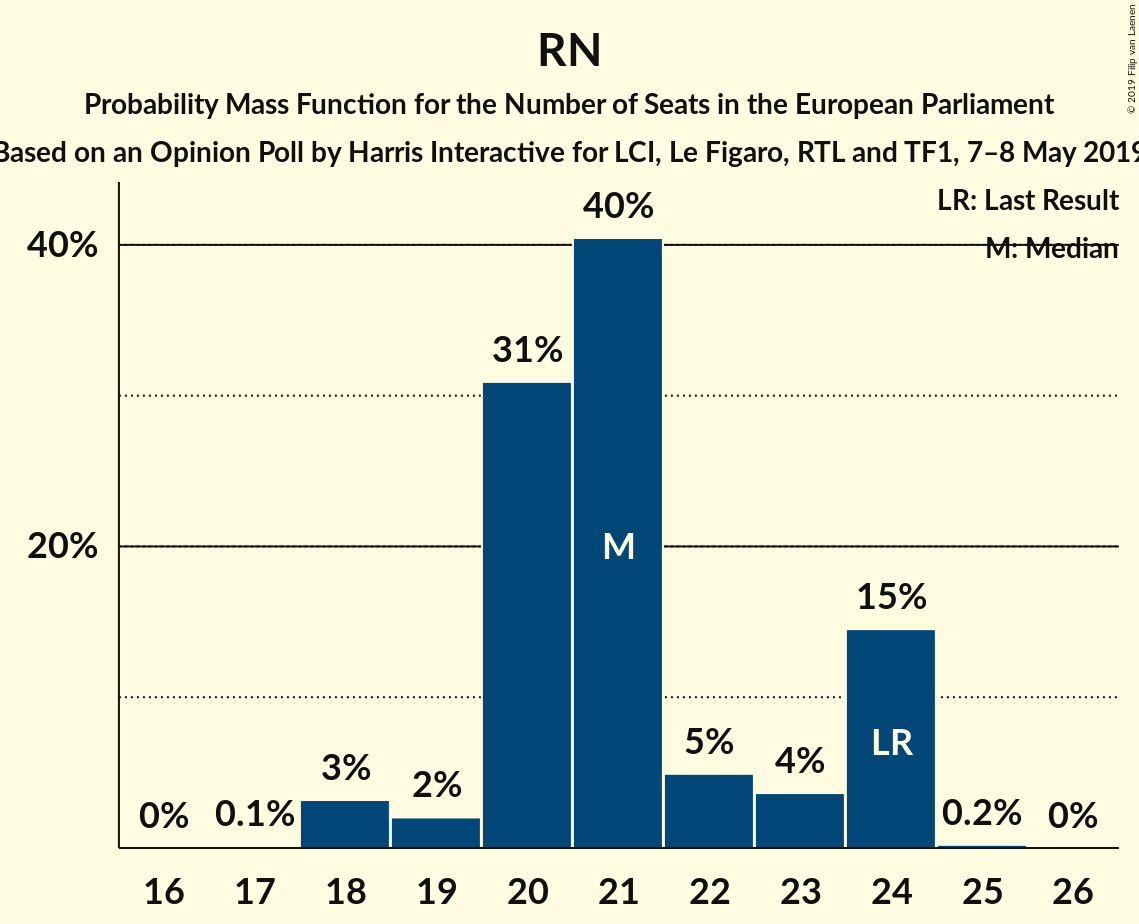 RN
Probability Mass Function for the Number of Seats in the European Parliament
Based on an Opinion Poll by Harris Interactive for LCI, Le Figaro, RTL and TF1, 7–8 May 2019
© 2019 Filip van Laenen
LR: Last Result
M: Median
40%
20%
0%
0.1%
3%
2%
31%
40%
5%
4%
15%
0.2%
0%
M
LR
16 17 18 19 20 21 22 23 24 25 26